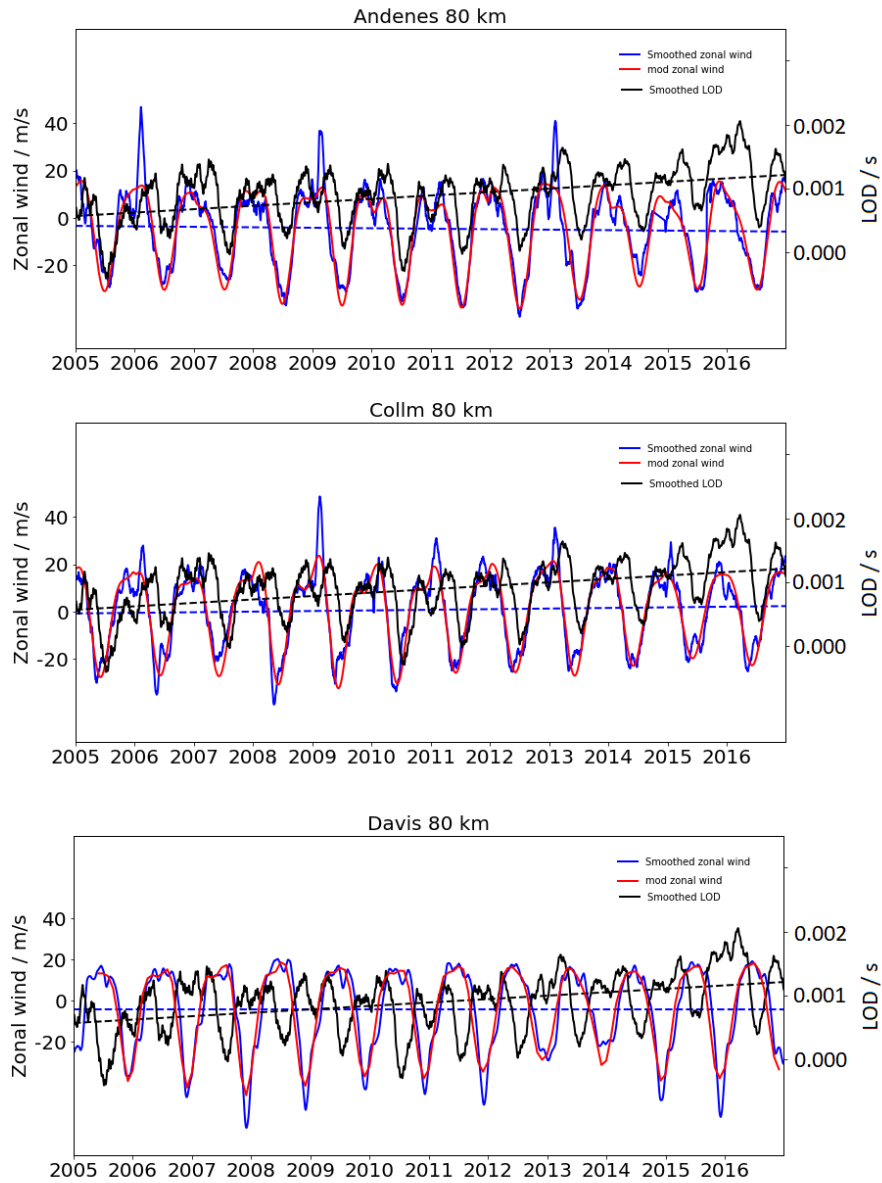 Andenes 80 km
Smoothed zonal wind
mod zonal wind
Smoothed LOD
Zonal wind / m/s
40
20
0
-20
0.002
0.001
0.000
LOD / s
2005 2006 2007 2008 2009 2010 2011 2012 2013 2014 2015 2016
Collm 80 km
Smoothed zonal wind
mod zonal wind
Smoothed LOD
Zonal wind / m/s
40
20
0
-20
0.002
0.001
0.000
LOD / s
2005 2006 2007 2008 2009 2010 2011 2012 2013 2014 2015 2016
Davis 80 km
Smoothed zonal wind
mod zonal wind
Smoothed LOD
Zonal wind / m/s
40
20
0
-20
0.002
0.001
0.000
LOD / s
2005 2006 2007 2008 2009 2010 2011 2012 2013 2014 2015 2016